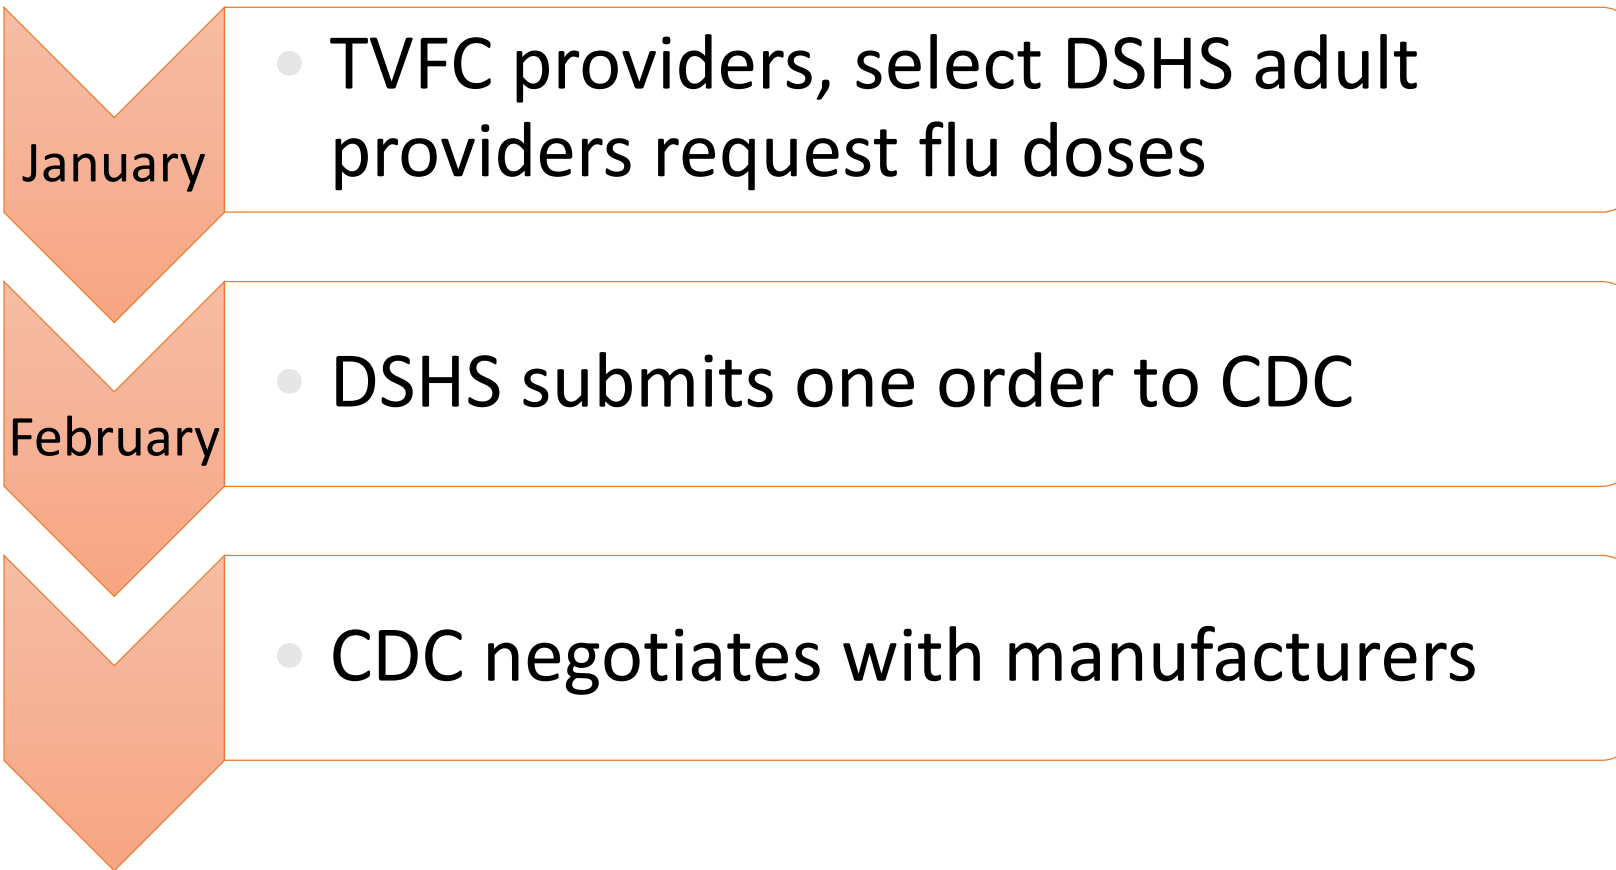 January
TVFC providers, select DSHS adult
providers request flu doses
February
DSHS submits one order to CDC
CDC negotiates with manufacturers